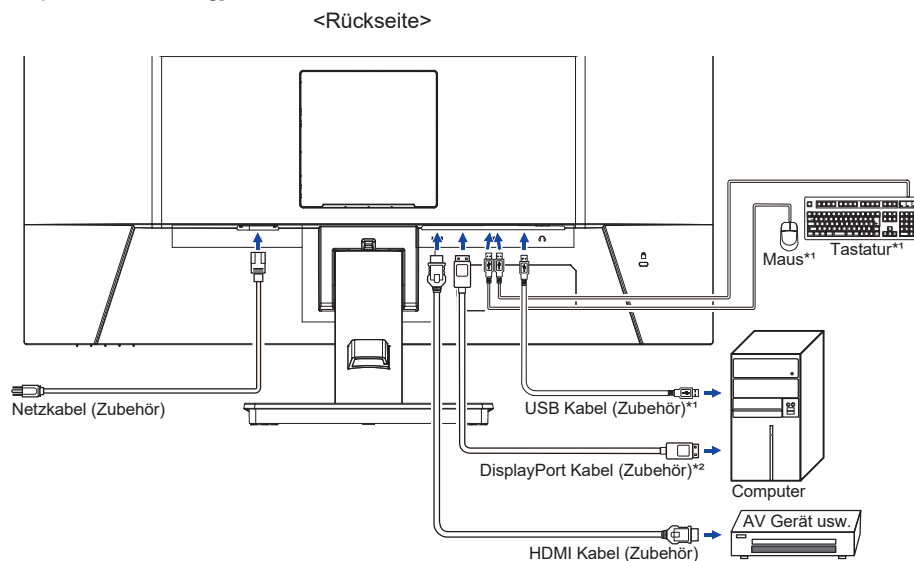 <Rückseite>
Maus*¹
Tastatur*¹
Netzkabel (Zubehör)
USB Kabel (Zubehör)*¹
DisplayPort Kabel (Zubehör)*²
Computer
AV Gerät usw.
HDMI Kabel (Zubehör)